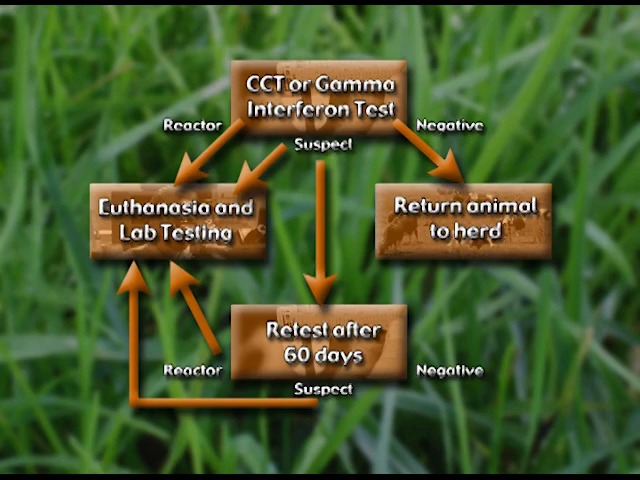 CCT or Gamma
Interferon Test
Reactor
Suspect
Negative
Euthanasia and
Lab Testing
Return animal
to herd
Retest after
60 days
Reactor
Suspect
Negative